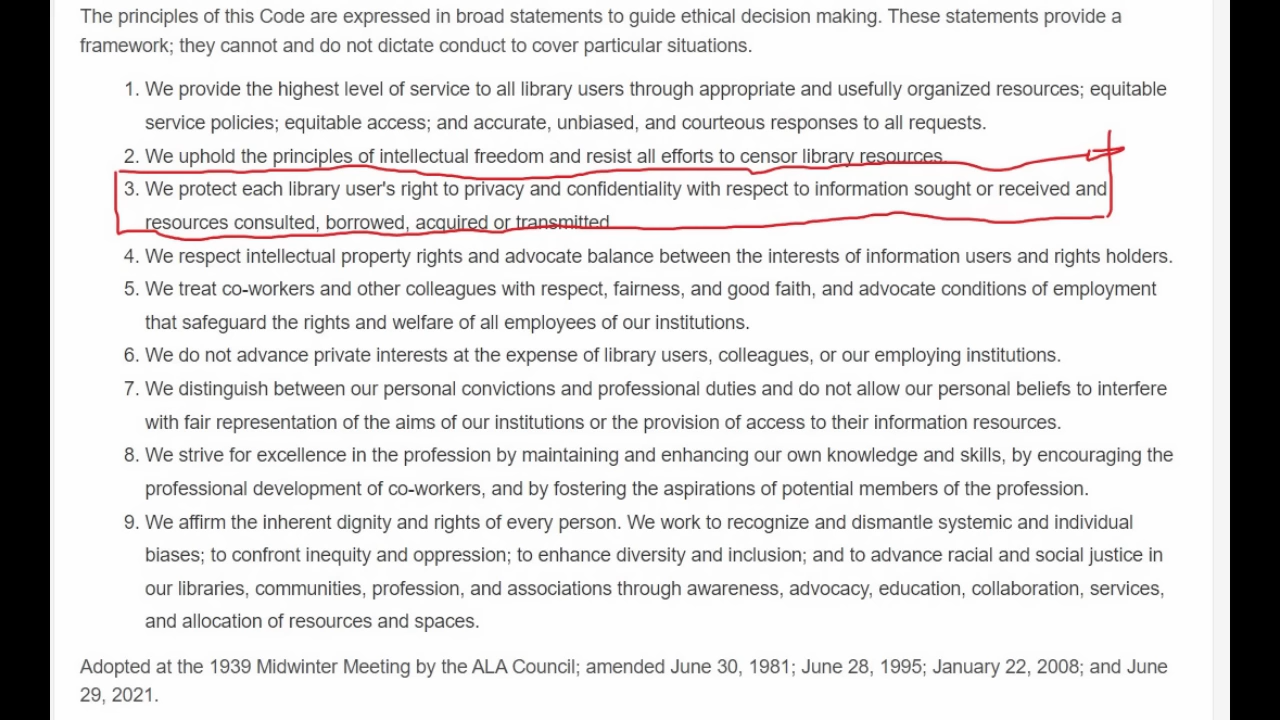 The principles of this Code are expressed in broad statements to guide ethical decision making. These statements provide a
framework; they cannot and do not dictate conduct to cover particular situations.
1. We provide the highest level of service to all library users through appropriate and usefully organized resources; equitable
service policies; equitable access; and accurate, unbiased, and courteous responses to all requests.
2. We uphold the principles of intellectual freedom and resist all efforts to censor library resources.
3. We protect each library user's right to privacy and confidentiality with respect to information sought or received and
resources consulted, borrowed, acquired or transmitted.
4. We respect intellectual property rights and advocate balance between the interests of information users and rights holders.
5. We treat co-workers and other colleagues with respect, fairness, and good faith, and advocate conditions of employment
that safeguard the rights and welfare of all employees of our institutions.
6. We do not advance private interests at the expense of library users, colleagues, or our employing institutions.
7. We distinguish between our personal convictions and professional duties and do not allow our personal beliefs to interfere
with fair representation of the aims of our institutions or the provision of access to their information resources.
8. We strive for excellence in the profession by maintaining and enhancing our own knowledge and skills, by encouraging the
professional development of co-workers, and by fostering the aspirations of potential members of the profession.
9. We affirm the inherent dignity and rights of every person. We work to recognize and dismantle systemic and individual
biases; to confront inequity and oppression; to enhance diversity and inclusion; and to advance racial and social justice in
our libraries, communities, profession, and associations through awareness, advocacy, education, collaboration, services,
and allocation of resources and spaces.
Adopted at the 1939 Midwinter Meeting by the ALA Council; amended June 30, 1981; June 28, 1995; January 22, 2008; and June
29, 2021.